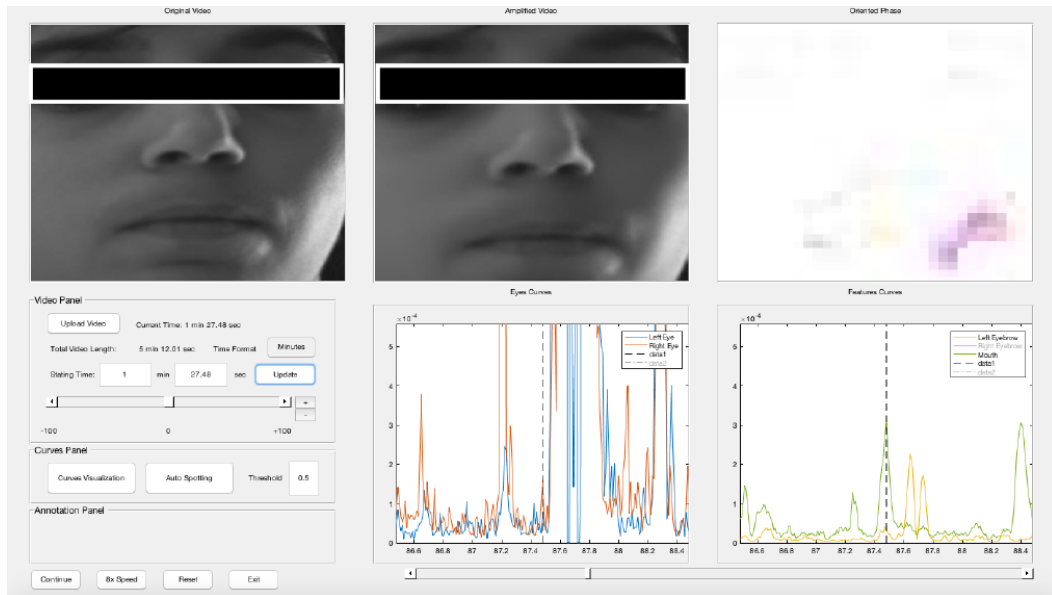 Original Video
Amplified Video
Oriented Phase
Video Panel
Upload Video
Current Time: 1 min 27.48 sec
Total Video Length: 5 min 12.01 sec
Time Format
Minutes
Stating Time:
1
min
27.48
sec
Update
+
-
-100
0
+100
Curves Panel
Curves Visualization
Auto Spotting
Threshold
0.5
Annotation Panel
Continue
8x Speed
Reset
Exit
Eyes Curves
×10⁻⁴
5
4
3
2
1
0
Left Eye
Right Eye
data1
data2
86.6 86.8 87 87.2 87.4 87.6 87.8 88 88.2 88.4
Features Curves
×10⁻⁴
5
4
3
2
1
0
Left Eyebrow
Right Eyebrow
Mouth
data1
data2
86.6 86.8 87 87.2 87.4 87.6 87.8 88 88.2 88.4